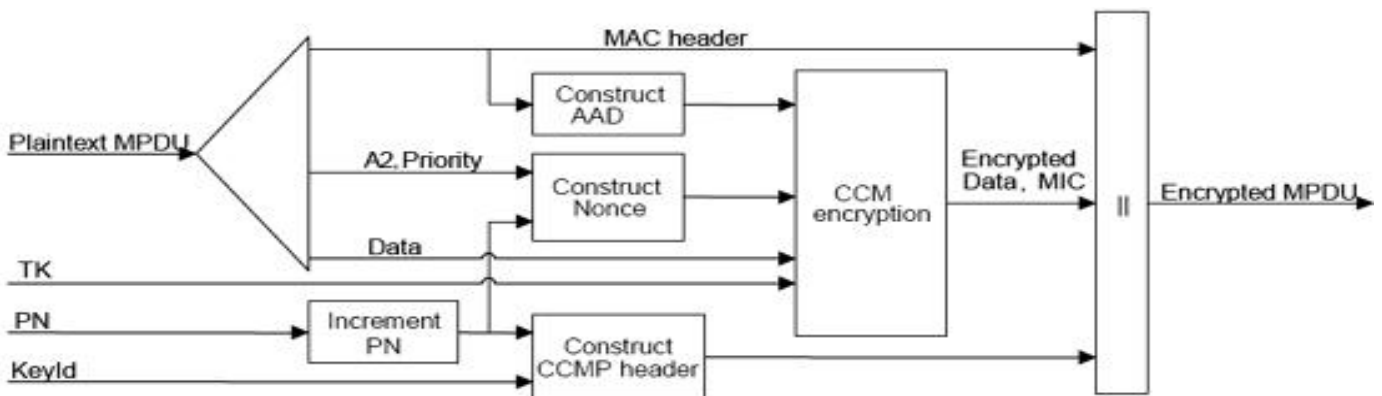 MAC header
Construct
AAD
Plaintext MPDU
A2, Priority
Construct
Nonce
CCM
encryption
Encrypted
Data, MIC
||
Encrypted MPDU
Data
TK
PN
Increment
PN
Construct
CCMP header
KeyId